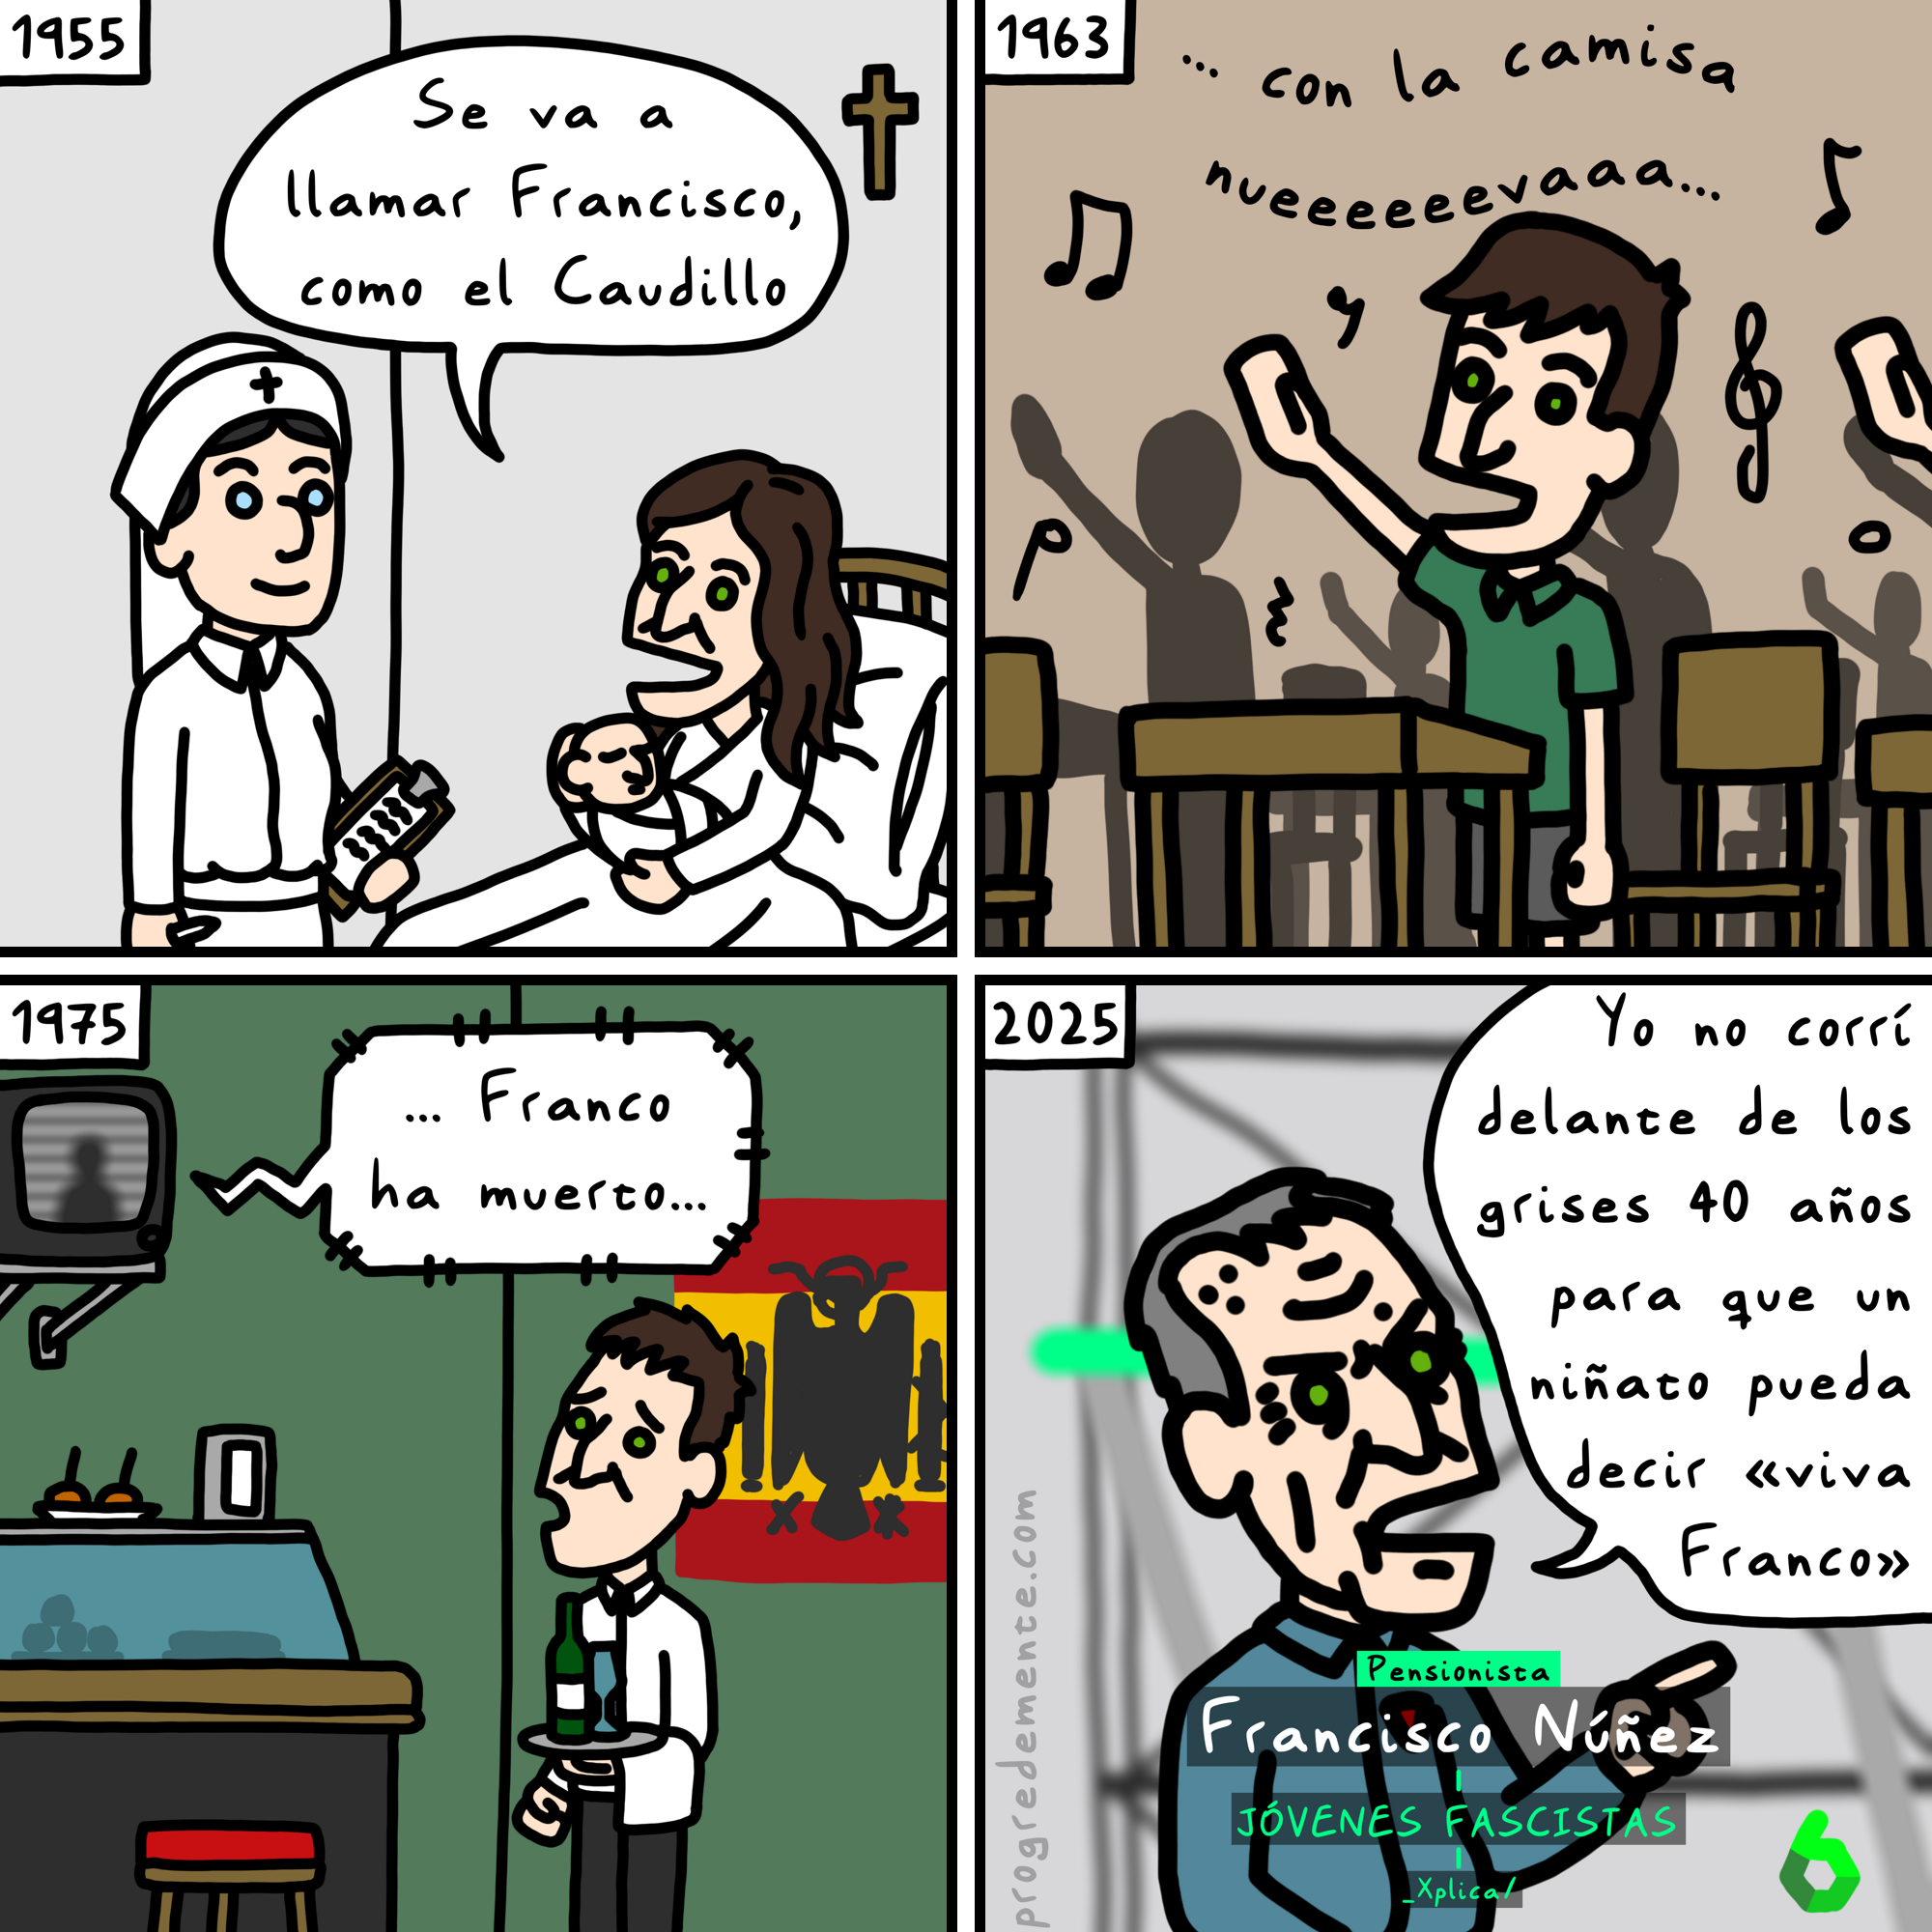 1955
Se va a
llamar Francisco,
como el Caudillo
1963
... con la camisa
nueeeeeevaaa...
1975
... Franco
ha muerto...
2025
Yo no corrí
delante de los
grises 40 años
para que un
niñato pueda
decir «viva
Franco»
Pensionista
Francisco Núñez
JÓVENES FASCISTAS
_Xplica/
6
progredemente.com